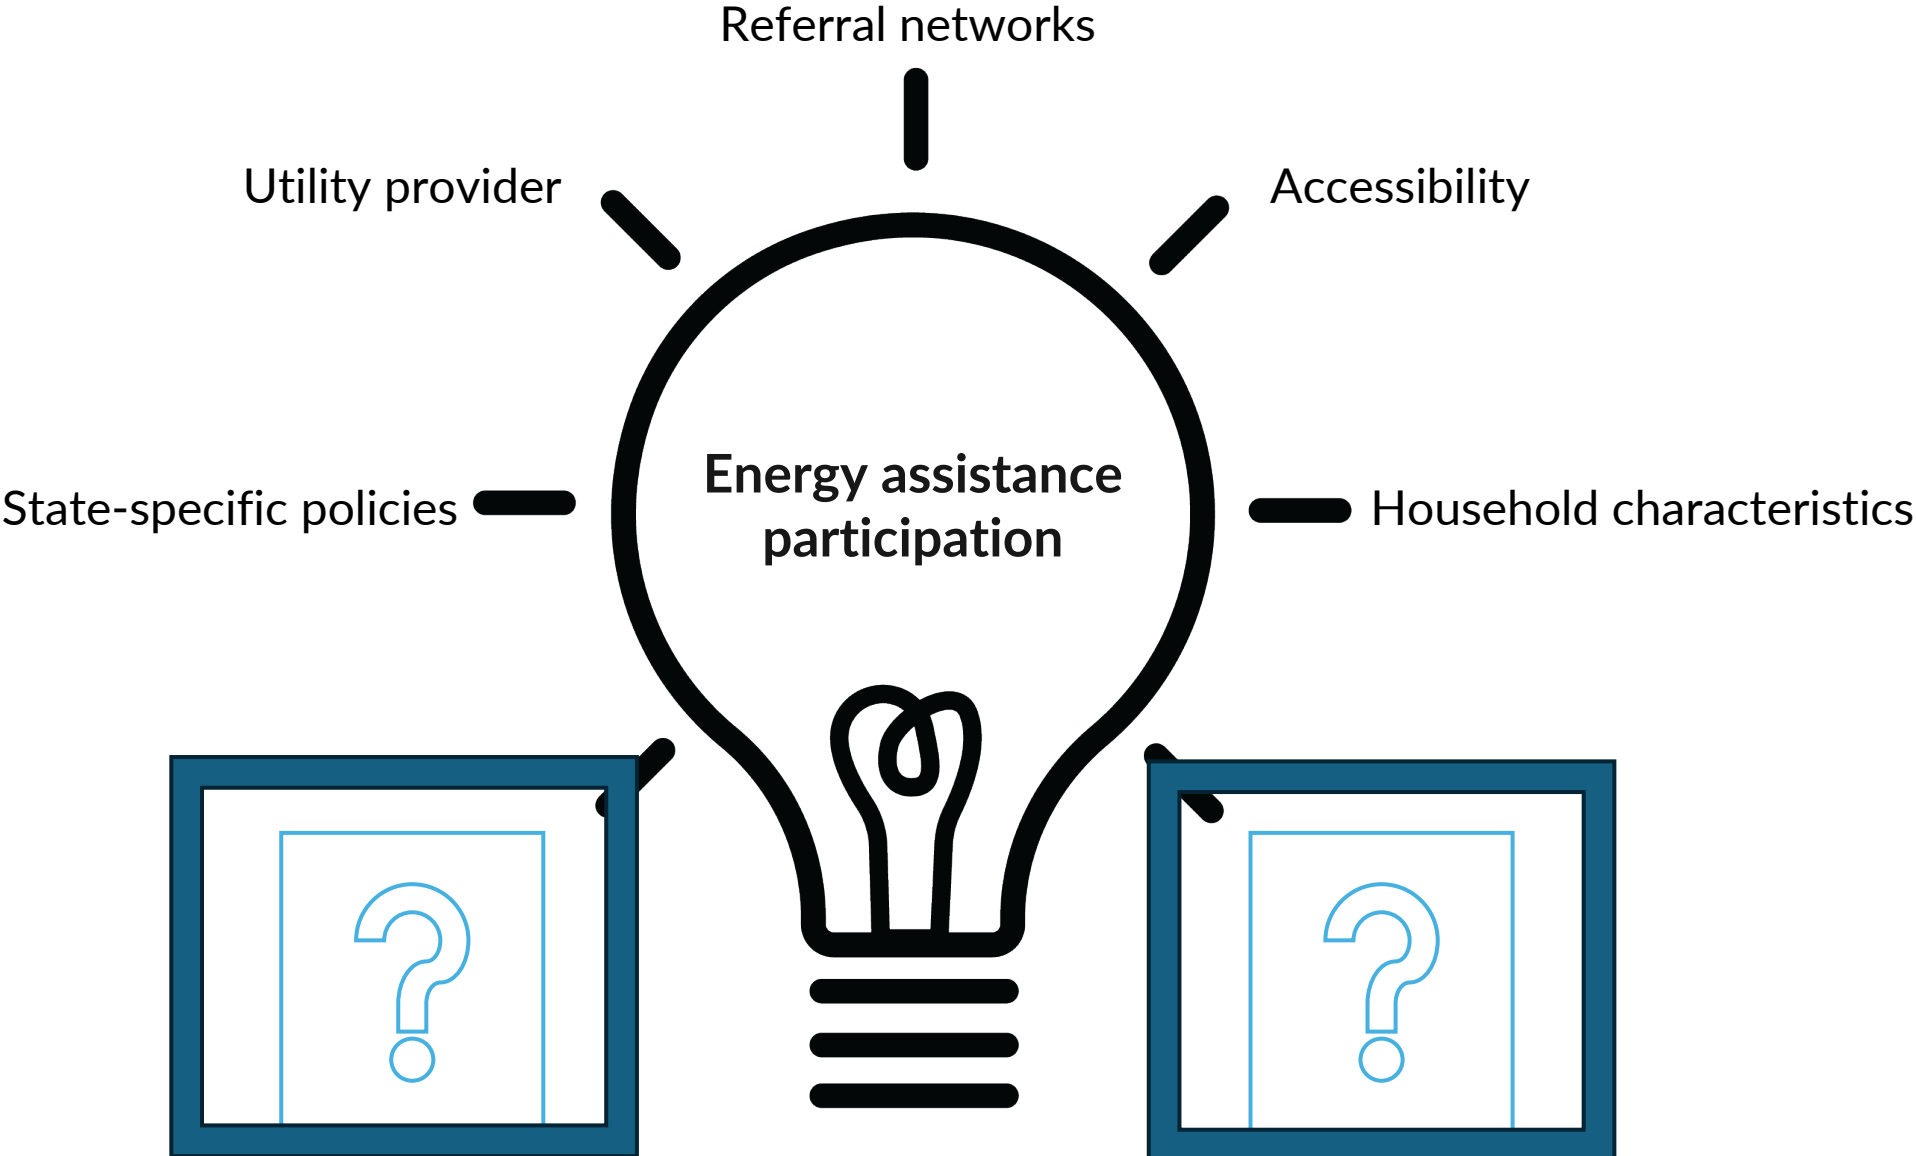 Referral networks
Utility provider
Accessibility
Energy assistance
participation
State-specific policies
Household characteristics
?
?